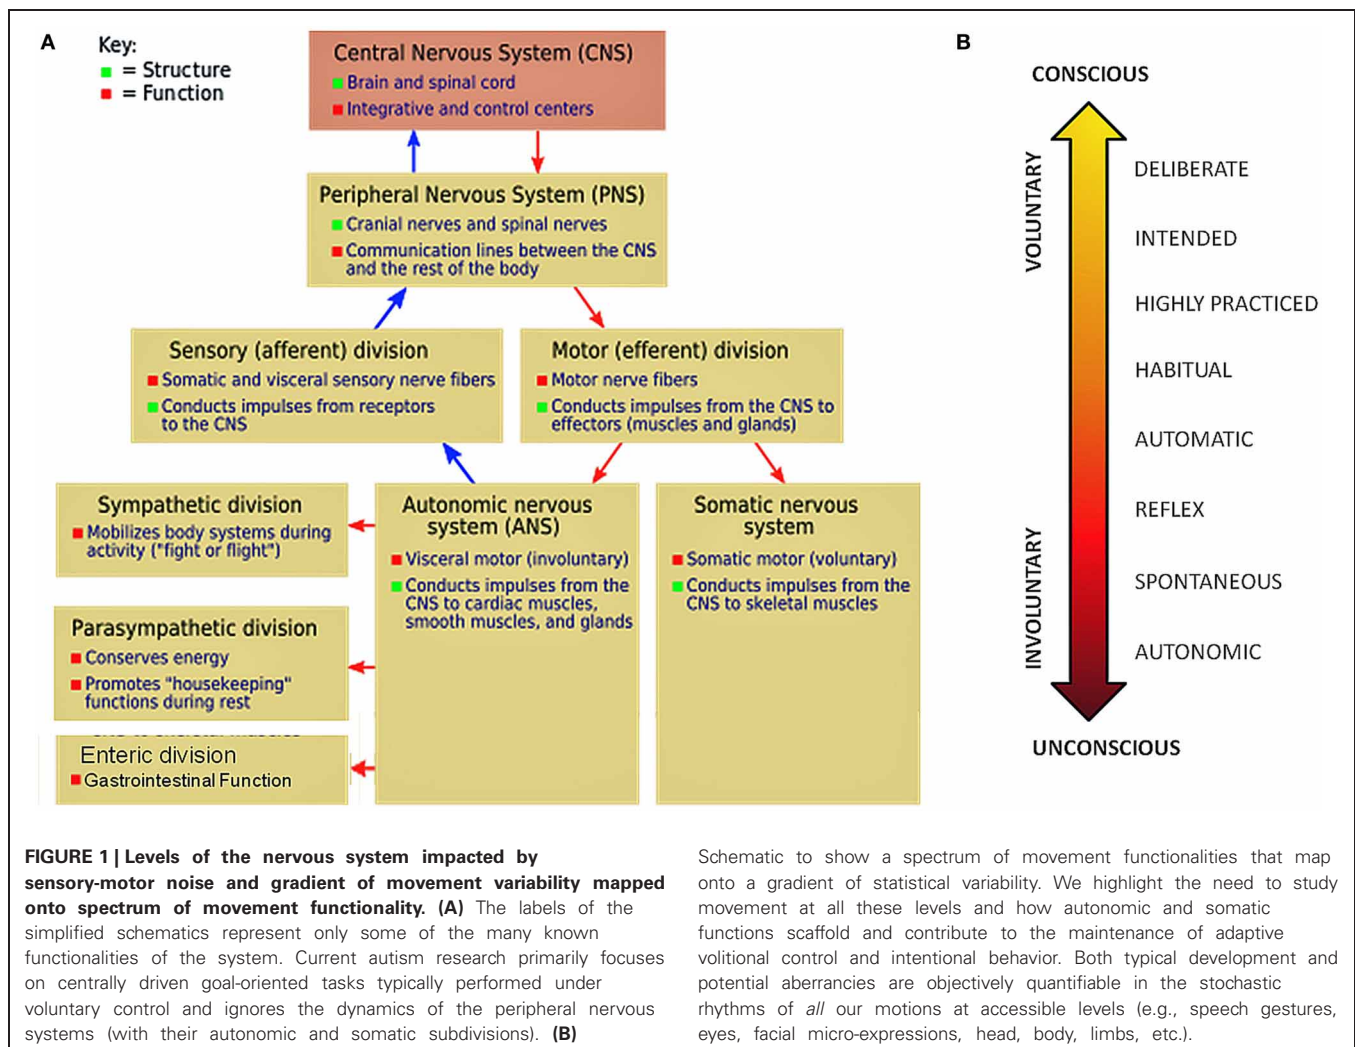 A
Key:
= Structure
= Function
Central Nervous System (CNS)
Brain and spinal cord
Integrative and control centers
Peripheral Nervous System (PNS)
Cranial nerves and spinal nerves
Communication lines between the CNS
and the rest of the body
Sensory (afferent) division
Somatic and visceral sensory nerve fibers
Conducts impulses from receptors
to the CNS
Motor (efferent) division
Motor nerve fibers
Conducts impulses from the CNS to
effectors (muscles and glands)
Sympathetic division
Mobilizes body systems during
activity ("fight or flight")
Autonomic nervous
system (ANS)
Visceral motor (involuntary)
Conducts impulses from the
CNS to cardiac muscles,
smooth muscles, and glands
Somatic nervous
system
Somatic motor (voluntary)
Conducts impulses from the
CNS to skeletal muscles
Parasympathetic division
Conserves energy
Promotes "housekeeping"
functions during rest
Enteric division
Gastrointestinal Function
B
CONSCIOUS
VOLUNTARY
DELIBERATE
INTENDED
HIGHLY PRACTICED
HABITUAL
AUTOMATIC
REFLEX
INVOLUNTARY
SPONTANEOUS
AUTONOMIC
UNCONSCIOUS
FIGURE 1 | Levels of the nervous system impacted by
sensory-motor noise and gradient of movement variability mapped
onto spectrum of movement functionality. (A) The labels of the
simplified schematics represent only some of the many known
functionalities of the system. Current autism research primarily focuses
on centrally driven goal-oriented tasks typically performed under
voluntary control and ignores the dynamics of the peripheral nervous
systems (with their autonomic and somatic subdivisions). (B)
Schematic to show a spectrum of movement functionalities that map
onto a gradient of statistical variability. We highlight the need to study
movement at all these levels and how autonomic and somatic
functions scaffold and contribute to the maintenance of adaptive
volitional control and intentional behavior. Both typical development and
potential aberrancies are objectively quantifiable in the stochastic
rhythms of all our motions at accessible levels (e.g., speech gestures,
eyes, facial micro-expressions, head, body, limbs, etc.).